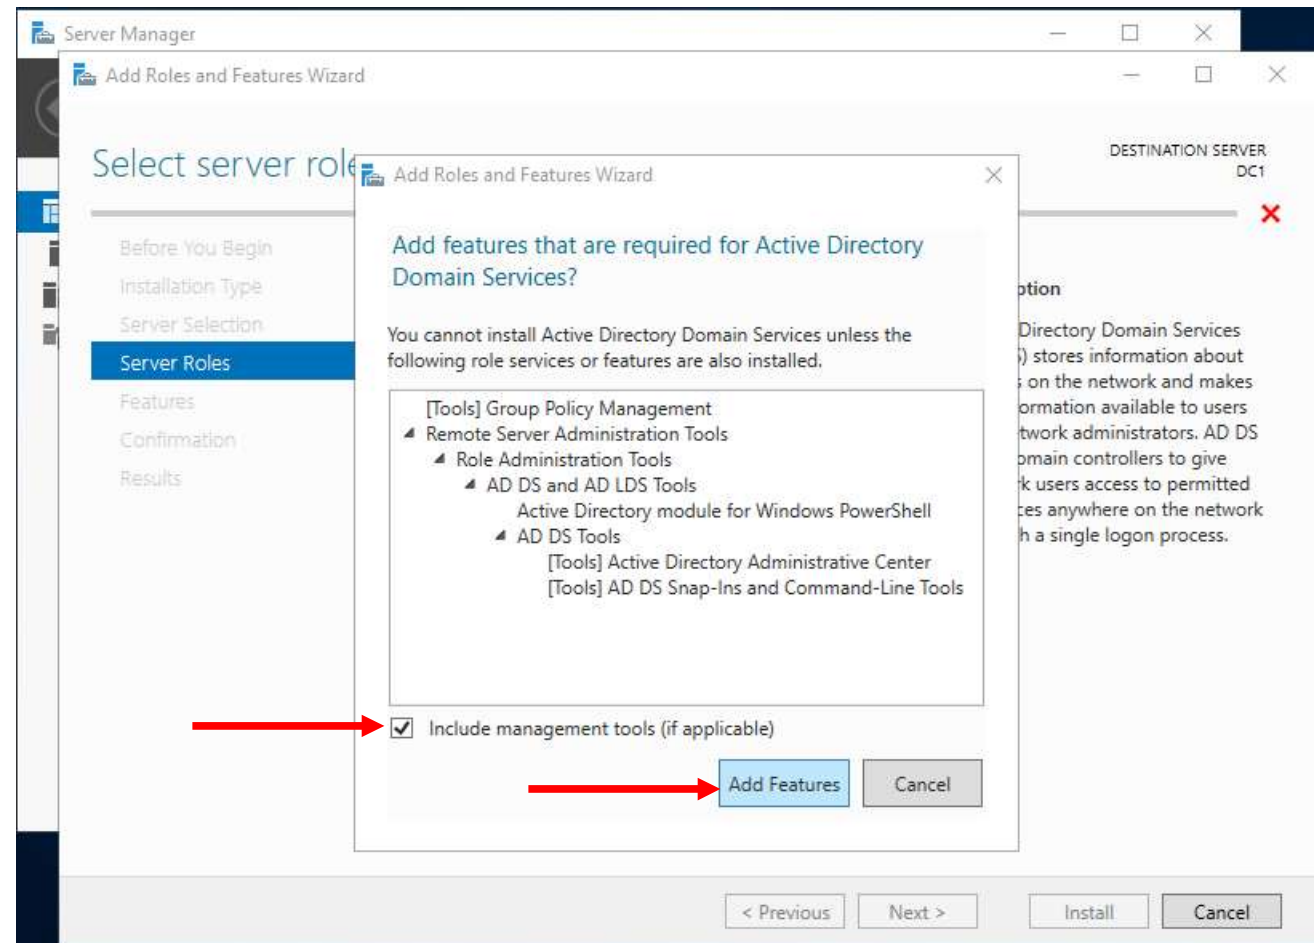 Server Manager
Add Roles and Features Wizard
Select server role
DESTINATION SERVER
DC1
Before You Begin
Installation Type
Server Selection
Server Roles
Features
Confirmation
Results
Add Roles and Features Wizard
Add features that are required for Active Directory
Domain Services?
You cannot install Active Directory Domain Services unless the
following role services or features are also installed.
[Tools] Group Policy Management
Remote Server Administration Tools
Role Administration Tools
AD DS and AD LDS Tools
Active Directory module for Windows PowerShell
AD DS Tools
[Tools] Active Directory Administrative Center
[Tools] AD DS Snap-Ins and Command-Line Tools
Include management tools (if applicable)
Add Features
Cancel
ption
Directory Domain Services
) stores information about
on the network and makes
ormation available to users
twork administrators. AD DS
omain controllers to give
k users access to permitted
ces anywhere on the network
h a single logon process.
< Previous
Next >
Install
Cancel